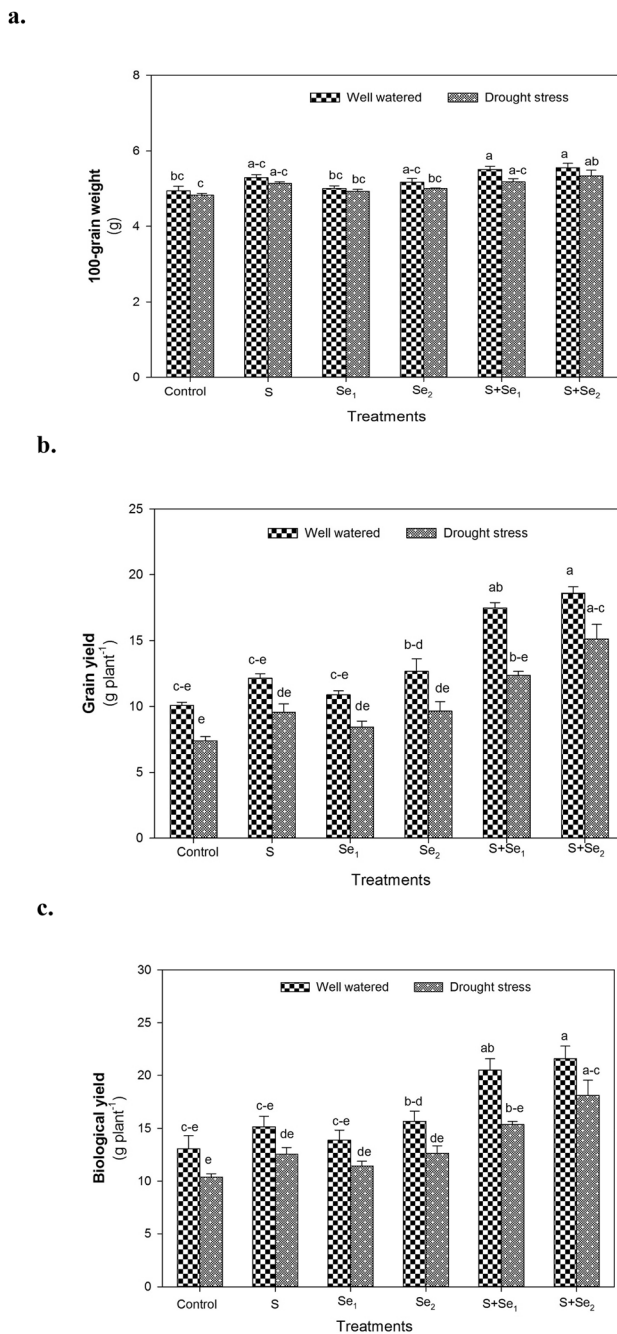 a.
8
6
4
2
0
100-grain weight
(g)
Well watered Drought stress
bc c a-c a-c bc bc a-c bc a a-c a ab
Control S Se₁ Se₂ S+Se₁ S+Se₂
Treatments
b.
25
20
15
10
5
0
Grain yield
(g plant⁻¹)
Well watered Drought stress
c-e e c-e de c-e de b-d de ab b-e a a-c
Control S Se₁ Se₂ S+Se₁ S+Se₂
Treatments
c.
30
25
20
15
10
5
0
Biological yield
(g plant⁻¹)
Well watered Drought stress
c-e e c-e de c-e de b-d de ab b-e a a-c
Control S Se₁ Se₂ S+Se₁ S+Se₂
Treatments